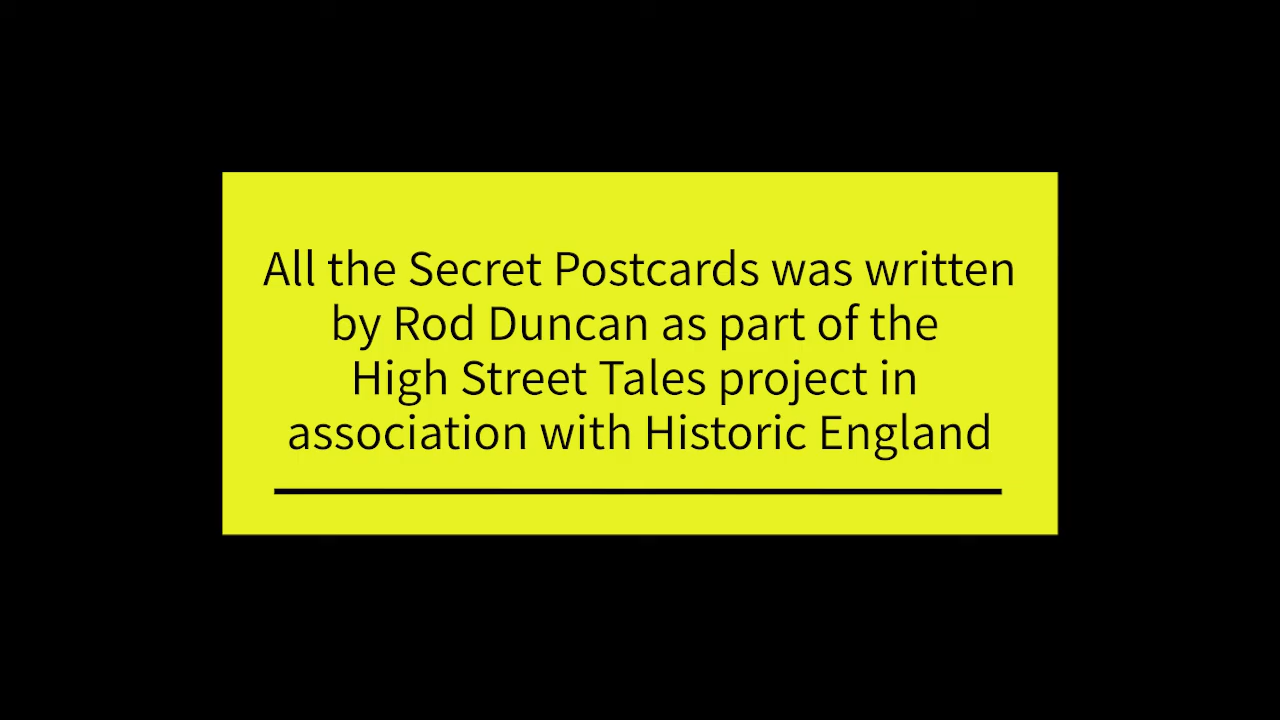 All the Secret Postcards was written
by Rod Duncan as part of the
High Street Tales project in
association with Historic England